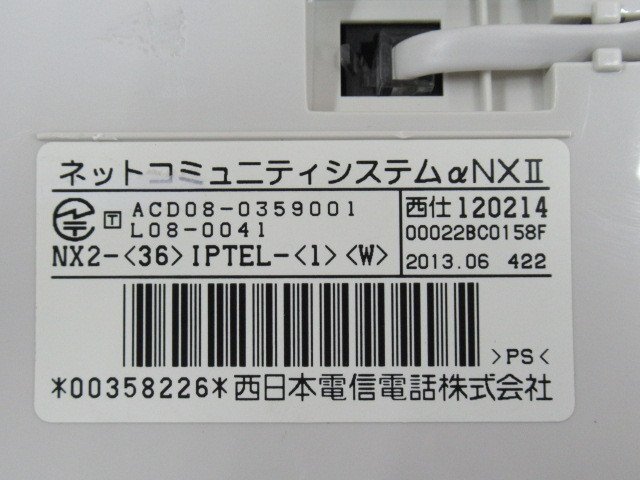 ネットコミュニティシステムαNXⅡ
T ACD08-0359001
L08-0041
西仕 120214
00022BC0158F
NX2-<36>IPTEL-<1><W>
2013.06 422
>PS<
*00358226*西日本電信電話株式会社